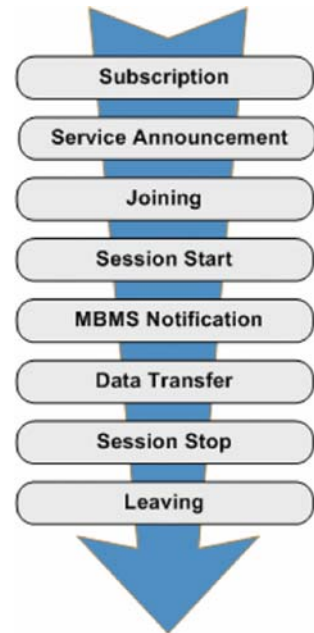 Subscription
Service Announcement
Joining
Session Start
MBMS Notification
Data Transfer
Session Stop
Leaving